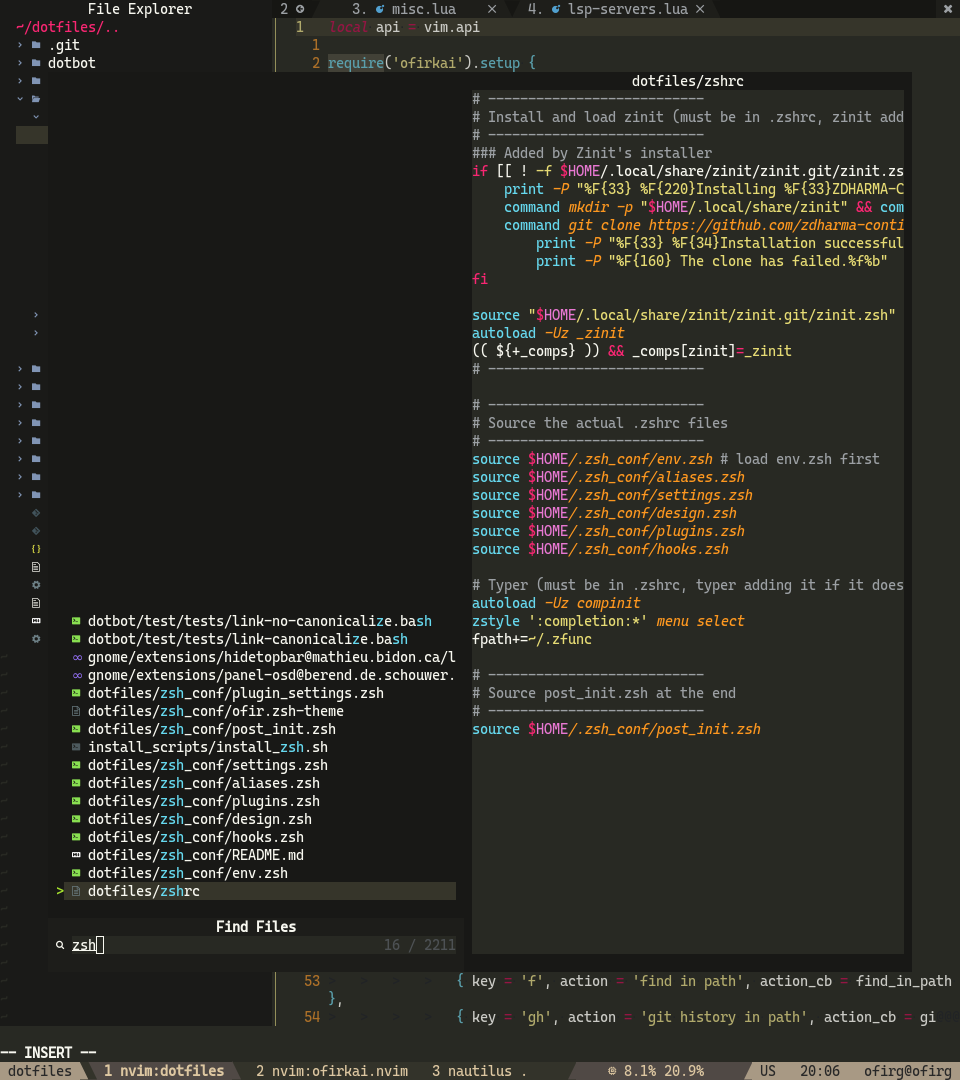 File Explorer
2 3. misc.lua × 4. lsp-servers.lua ×
~/dotfiles/..
.git
dotbot
1 local api = vim.api
1
2 require('ofirkai').setup {
dotfiles/zshrc
# ---------------------------
# Install and load zinit (must be in .zshrc, zinit add
# ---------------------------
### Added by Zinit's installer
if [[ ! -f $HOME/.local/share/zinit/zinit.git/zinit.zs
print -P "%F{33} %F{220}Installing %F{33}ZDHARMA-C
command mkdir -p "$HOME/.local/share/zinit" && com
command git clone https://github.com/zdharma-conti
print -P "%F{33} %F{34}Installation successful
print -P "%F{160} The clone has failed.%f%b"
fi
source "$HOME/.local/share/zinit/zinit.git/zinit.zsh"
autoload -Uz _zinit
(( ${+_comps} )) && _comps[zinit]=_zinit
# ---------------------------
# ---------------------------
# Source the actual .zshrc files
# ---------------------------
source $HOME/.zsh_conf/env.zsh # load env.zsh first
source $HOME/.zsh_conf/aliases.zsh
source $HOME/.zsh_conf/settings.zsh
source $HOME/.zsh_conf/design.zsh
source $HOME/.zsh_conf/plugins.zsh
source $HOME/.zsh_conf/hooks.zsh
# Typer (must be in .zshrc, typer adding it if it does
autoload -Uz compinit
zstyle ':completion:*' menu select
fpath+=~/.zfunc
# ---------------------------
# Source post_init.zsh at the end
# ---------------------------
source $HOME/.zsh_conf/post_init.zsh
dotbot/test/tests/link-no-canonicalize.bash
dotbot/test/tests/link-canonicalize.bash
gnome/extensions/hidetopbar@mathieu.bidon.ca/l
gnome/extensions/panel-osd@berend.de.schouwer.
dotfiles/zsh_conf/plugin_settings.zsh
dotfiles/zsh_conf/ofir.zsh-theme
dotfiles/zsh_conf/post_init.zsh
install_scripts/install_zsh.sh
dotfiles/zsh_conf/settings.zsh
dotfiles/zsh_conf/aliases.zsh
dotfiles/zsh_conf/plugins.zsh
dotfiles/zsh_conf/design.zsh
dotfiles/zsh_conf/hooks.zsh
dotfiles/zsh_conf/README.md
dotfiles/zsh_conf/env.zsh
> dotfiles/zshrc
Find Files
zsh 16 / 2211
53 { key = 'f', action = 'find in path', action_cb = find_in_path
},
54 { key = 'gh', action = 'git history in path', action_cb = gi
-- INSERT --
dotfiles 1 nvim:dotfiles 2 nvim:ofirkai.nvim 3 nautilus . 8.1% 20.9% US 20:06 ofirg@ofirg